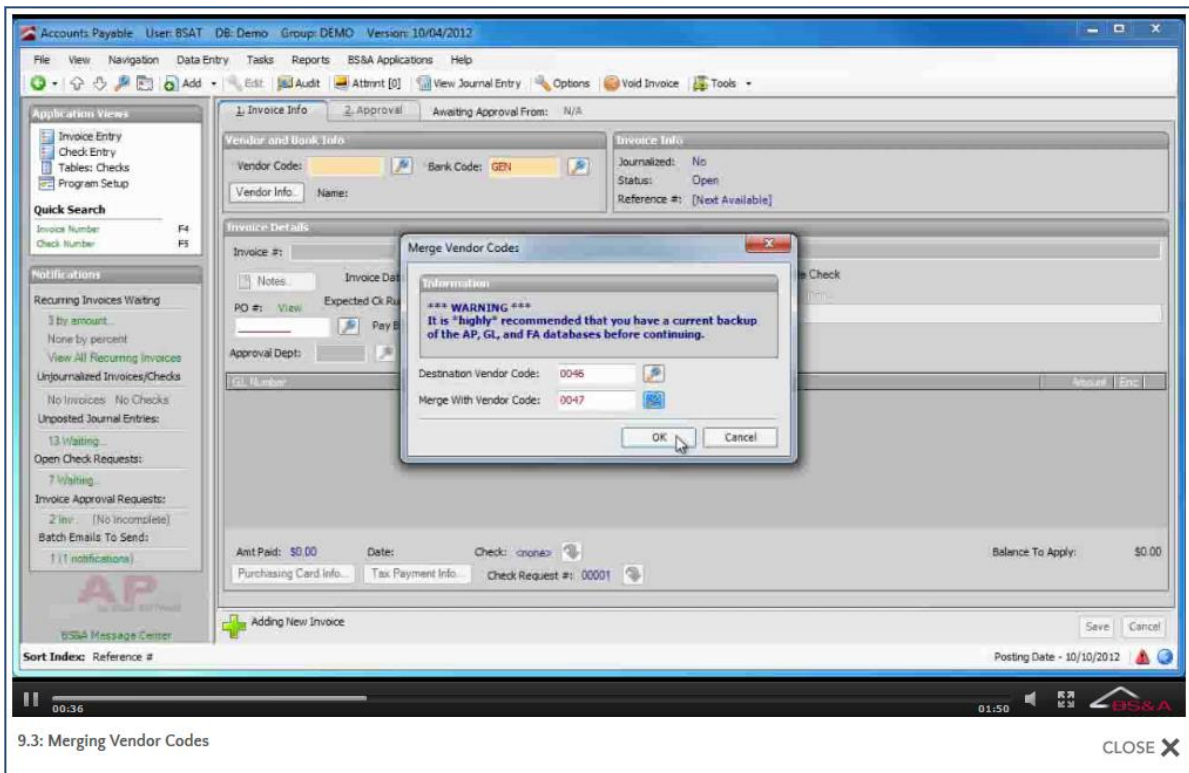 Accounts Payable User: BSAT DB: Demo Group: DEMO Version: 10/04/2012
File View Navigation Data Entry Tasks Reports BS&A Applications Help
Add Edit Audit Attmnt [0] View Journal Entry Options Void Invoice Tools
Application Views
Invoice Entry
Check Entry
Tables: Checks
Program Setup
Quick Search
Invoice Number F4
Check Number F5
Notifications
Recurring Invoices Waiting
3 by amount...
None by percent
View All Recurring Invoices
Unjournalized Invoices/Checks
No Invoices No Checks
Unposted Journal Entries:
13 Waiting...
Open Check Requests:
7 Waiting...
Invoice Approval Requests:
2 Inv (No incomplete)
Batch Emails To Send:
1 (1 notifications)
AP
BS&A Message Center
1. Invoice Info 2. Approval Awaiting Approval From: N/A
Vendor and Bank Info
Vendor Code: Bank Code: GEN
Vendor Info... Name:
Invoice Info
Journalized: No
Status: Open
Reference #: [Next Available]
Invoice Details
Invoice #:
Notes... Invoice Dat
PO #: View Expected Ck Ru
Pay B
Approval Dept:
Check
GL Number Amount Enc
Merge Vendor Codes
Information
*** WARNING ***
It is *highly* recommended that you have a current backup
of the AP, GL, and FA databases before continuing.
Destination Vendor Code: 0046
Merge With Vendor Code: 0047
OK Cancel
Amt Paid: $0.00 Date: Check: <none> Balance To Apply: $0.00
Purchasing Card Info... Tax Payment Info... Check Request #: 00001
Adding New Invoice Save Cancel
Sort Index: Reference # Posting Date - 10/10/2012
00:36 01:50 BS&A
9.3: Merging Vendor Codes CLOSE X